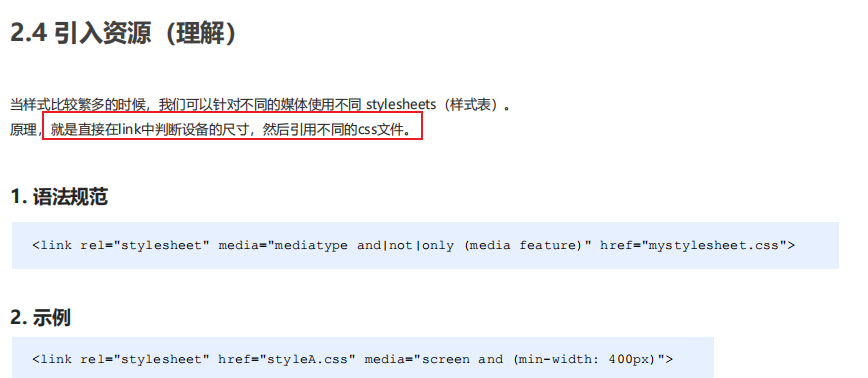 2.4 引入资源（理解）
当样式比较繁多的时候，我们可以针对不同的媒体使用不同 stylesheets（样式表）。
原理，就是直接在link中判断设备的尺寸，然后引用不同的css文件。
1. 语法规范
<link rel="stylesheet" media="mediatype and|not|only (media feature)" href="mystylesheet.css">
2. 示例
<link rel="stylesheet" href="styleA.css" media="screen and (min-width: 400px)">